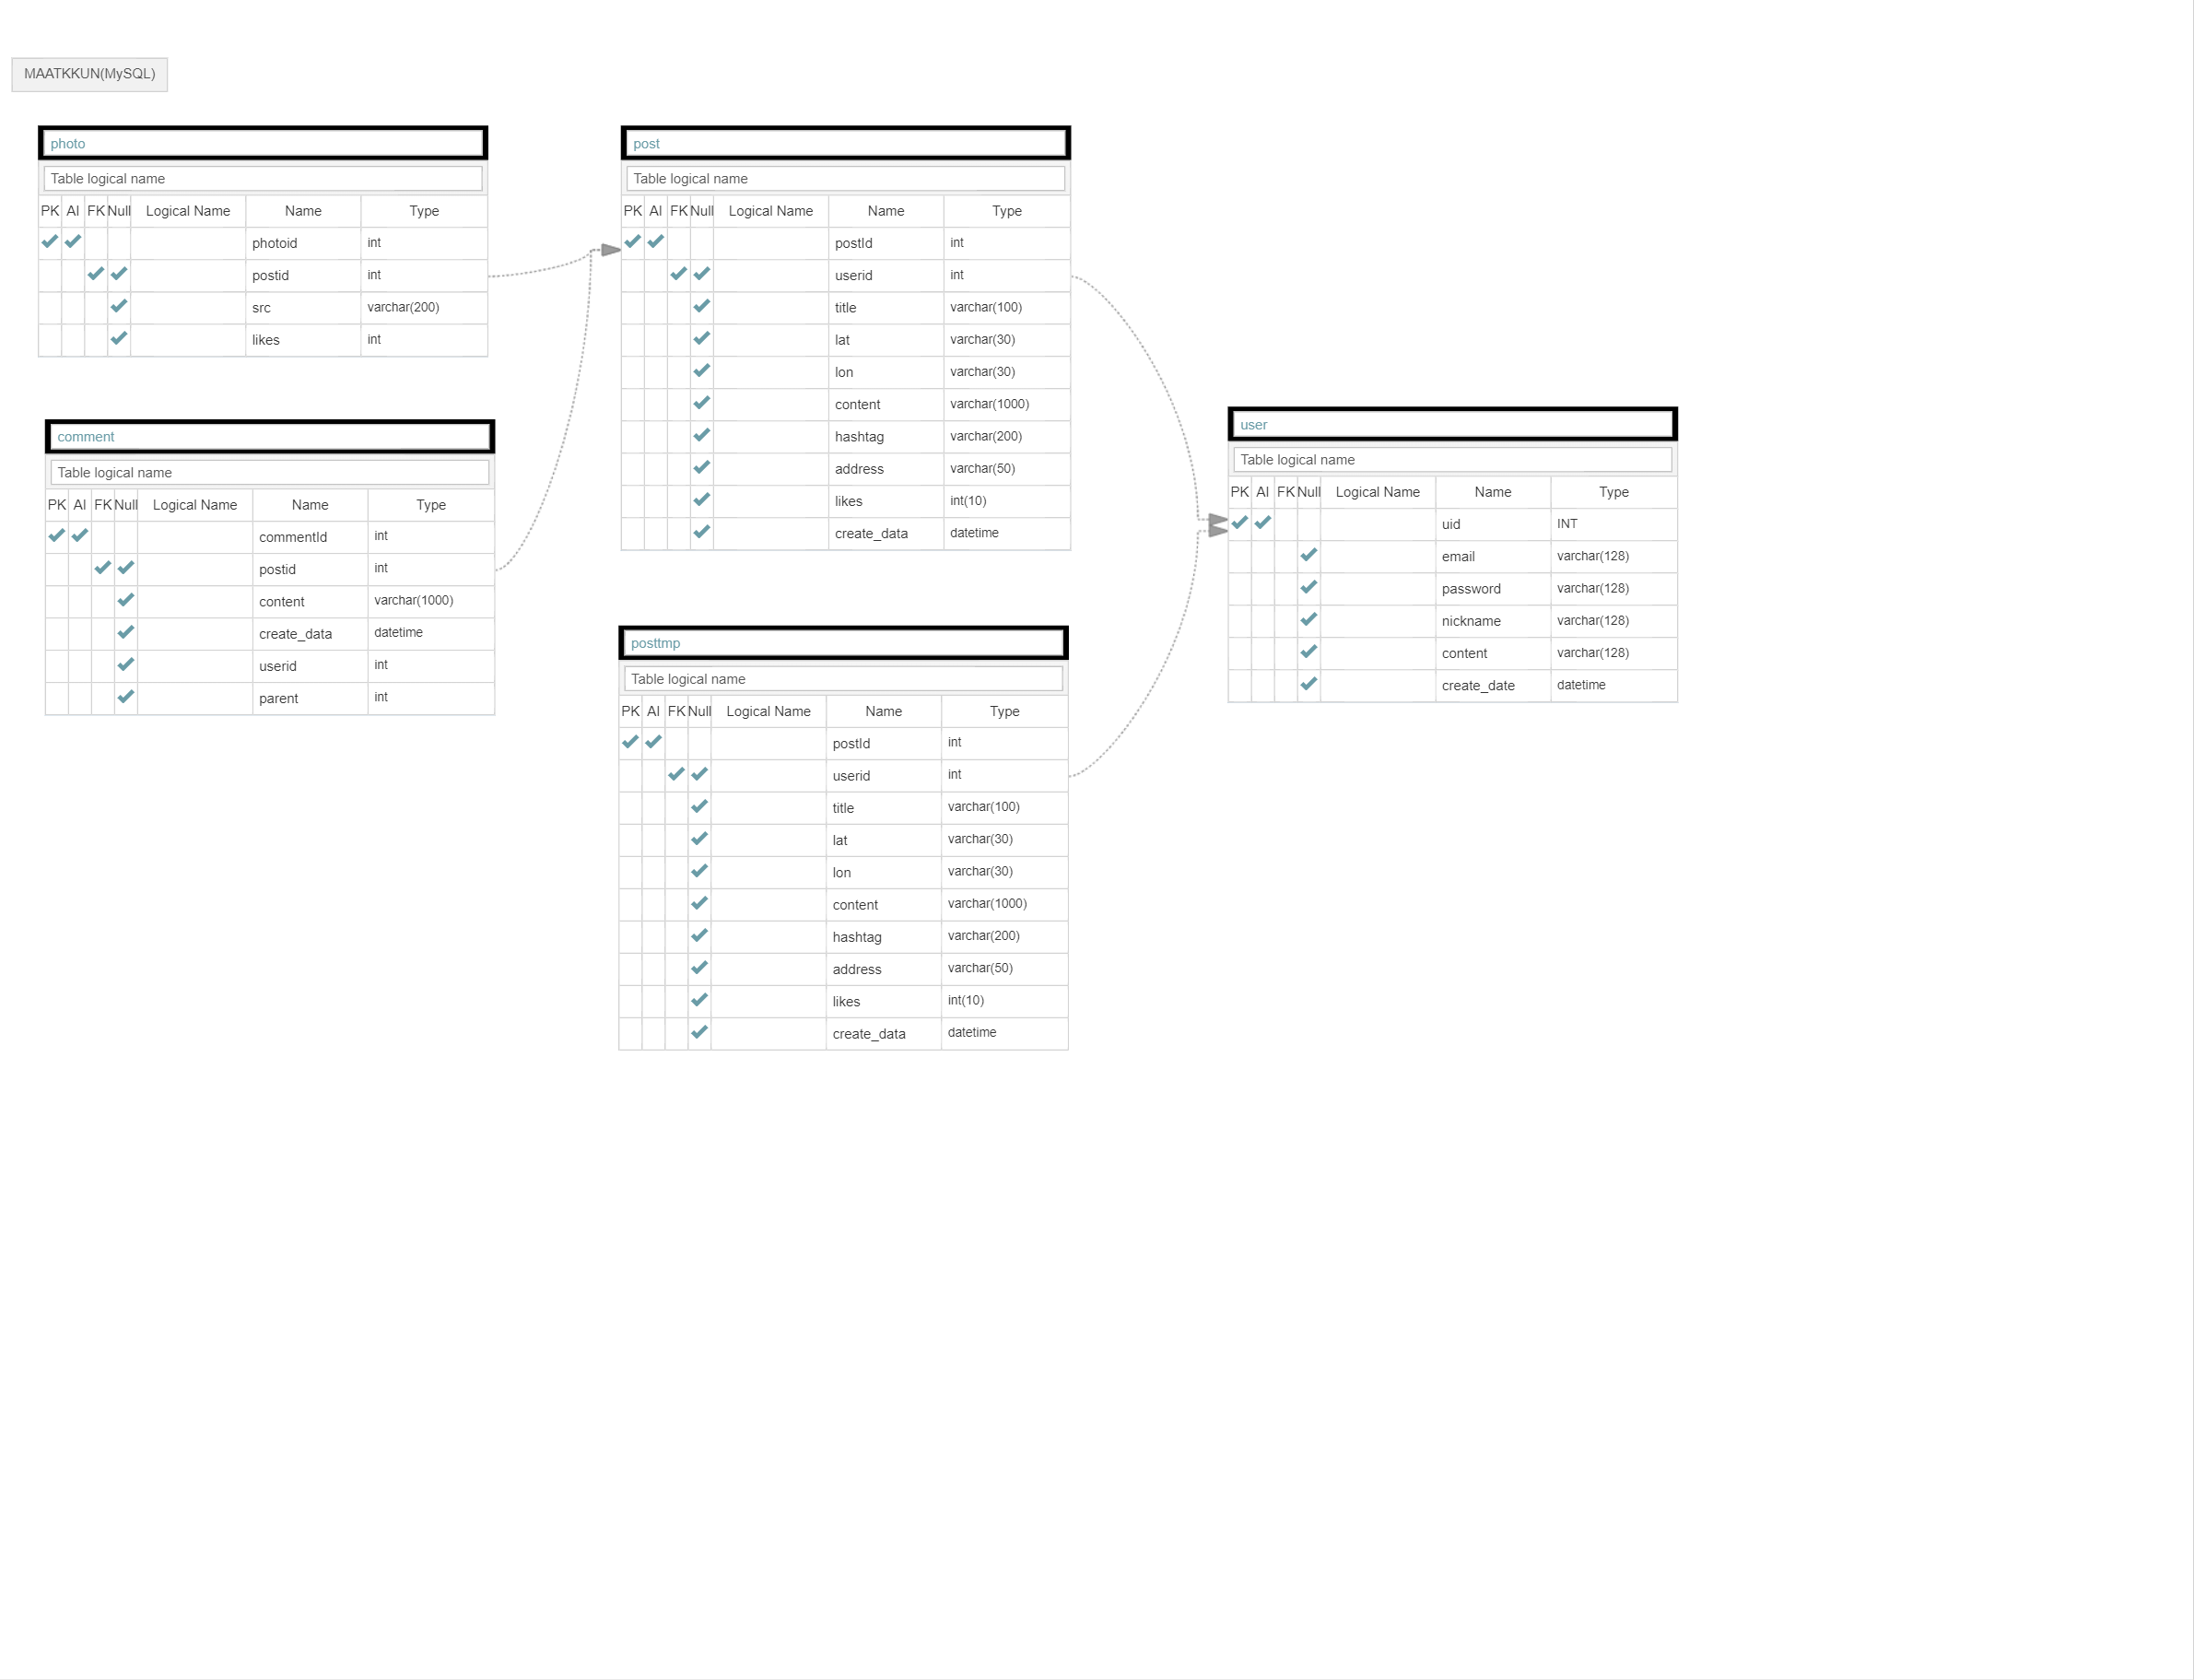 MAATKKUN(MySQL)
photo
Table logical name
PK AI FK Null Logical Name Name Type
photoid int
postid int
src varchar(200)
likes int
comment
Table logical name
PK AI FK Null Logical Name Name Type
commentId int
postid int
content varchar(1000)
create_data datetime
userid int
parent int
post
Table logical name
PK AI FK Null Logical Name Name Type
postId int
userid int
title varchar(100)
lat varchar(30)
lon varchar(30)
content varchar(1000)
hashtag varchar(200)
address varchar(50)
likes int(10)
create_data datetime
posttmp
Table logical name
PK AI FK Null Logical Name Name Type
postId int
userid int
title varchar(100)
lat varchar(30)
lon varchar(30)
content varchar(1000)
hashtag varchar(200)
address varchar(50)
likes int(10)
create_data datetime
user
Table logical name
PK AI FK Null Logical Name Name Type
uid INT
email varchar(128)
password varchar(128)
nickname varchar(128)
content varchar(128)
create_date datetime